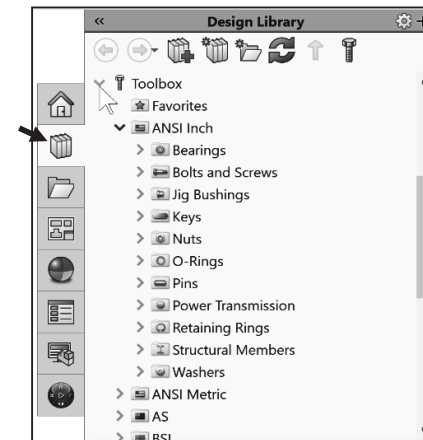 Design Library
Toolbox
Favorites
ANSI Inch
Bearings
Bolts and Screws
Jig Bushings
Keys
Nuts
O-Rings
Pins
Power Transmission
Retaining Rings
Structural Members
Washers
ANSI Metric
AS
BSI